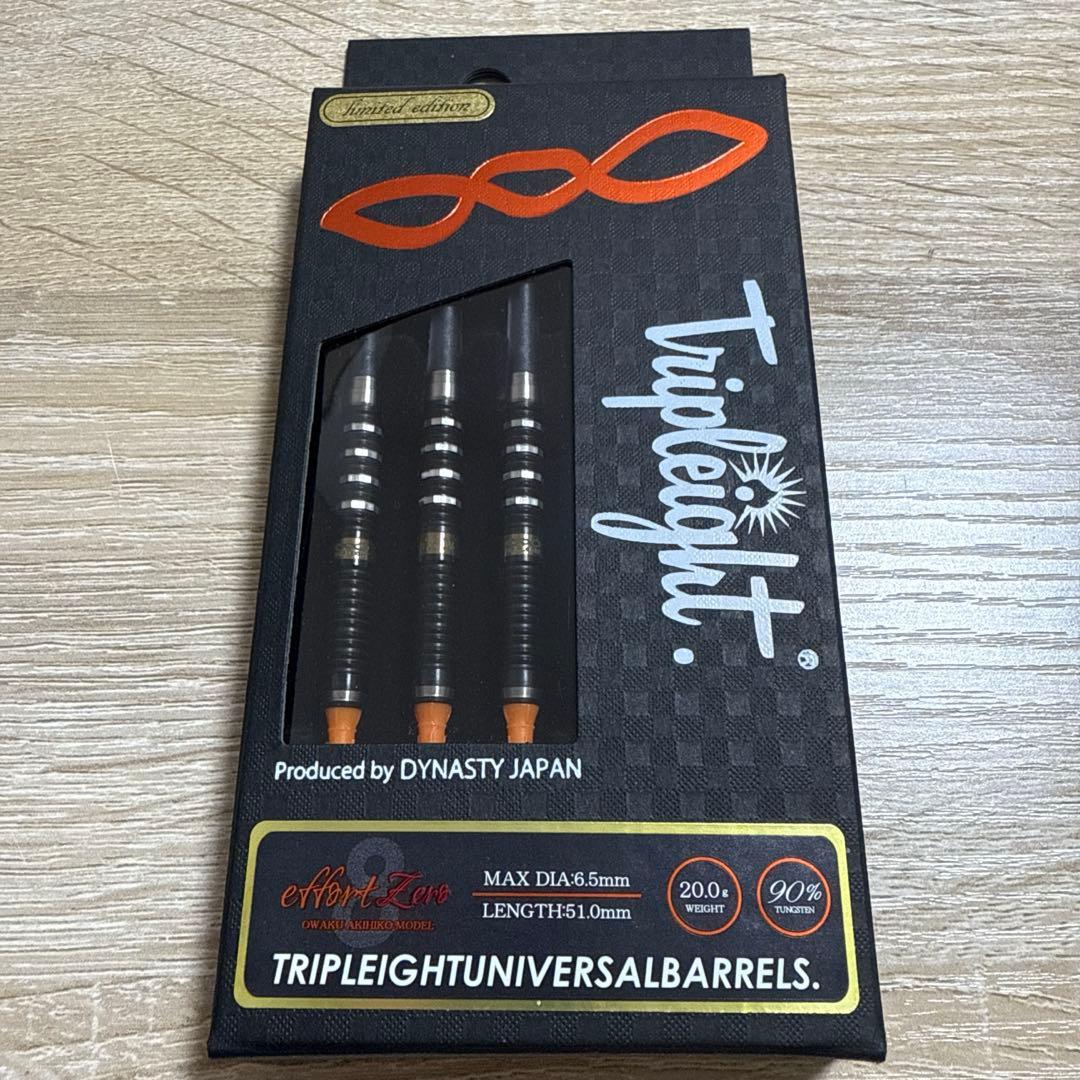 limited edition
Tripleight.
Produced by DYNASTY JAPAN
effort Zero
8
OWAKU AKIHIKO MODEL
MAX DIA:6.5mm
LENGTH:51.0mm
20.0g
WEIGHT
90%
TUNGSTEN
TRIPLEIGHTUNIVERSALBARRELS.